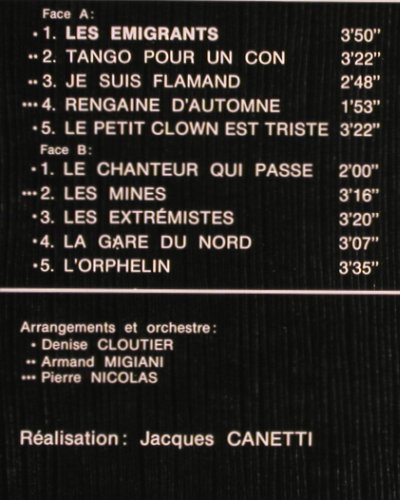 Face A:
• 1. LES EMIGRANTS 3'50"
•• 2. TANGO POUR UN CON 3'22"
•• 3. JE SUIS FLAMAND 2'48"
••• 4. RENGAINE D'AUTOMNE 1'53"
• 5. LE PETIT CLOWN EST TRISTE 3'22"
Face B:
• 1. LE CHANTEUR QUI PASSE 2'00"
••• 2. LES MINES 3'16"
• 3. LES EXTRÉMISTES 3'20"
• 4. LA GARE DU NORD 3'07"
• 5. L'ORPHELIN 3'35"
Arrangements et orchestre:
• Denise CLOUTIER
•• Armand MIGIANI
••• Pierre NICOLAS
Réalisation: Jacques CANETTI